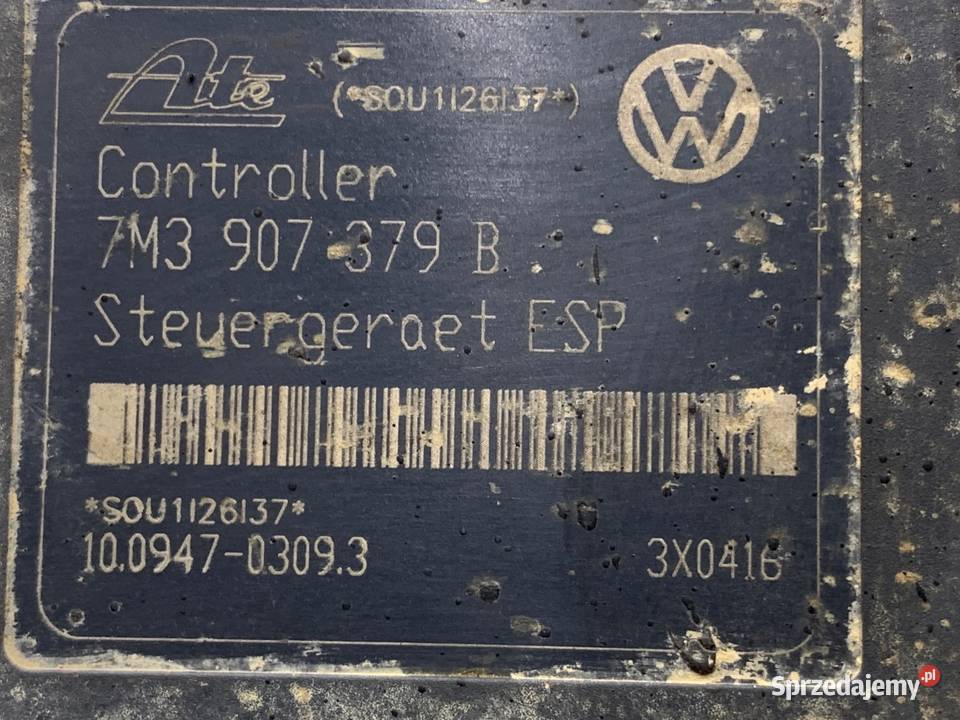 Ate (*SOU1126137*)
Controller
7M3 907 379 B
Steuergeraet ESP
*SOU1126137*
10.0947-0309.3 3X0416
Sprzedajemy.pl